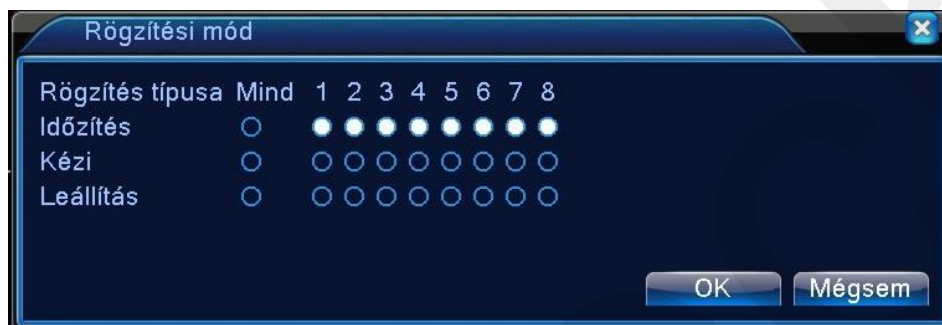 Rögzítési mód
Rögzítés típusa Mind 1 2 3 4 5 6 7 8
Időzítés
Kézi
Leállítás
OK Mégsem